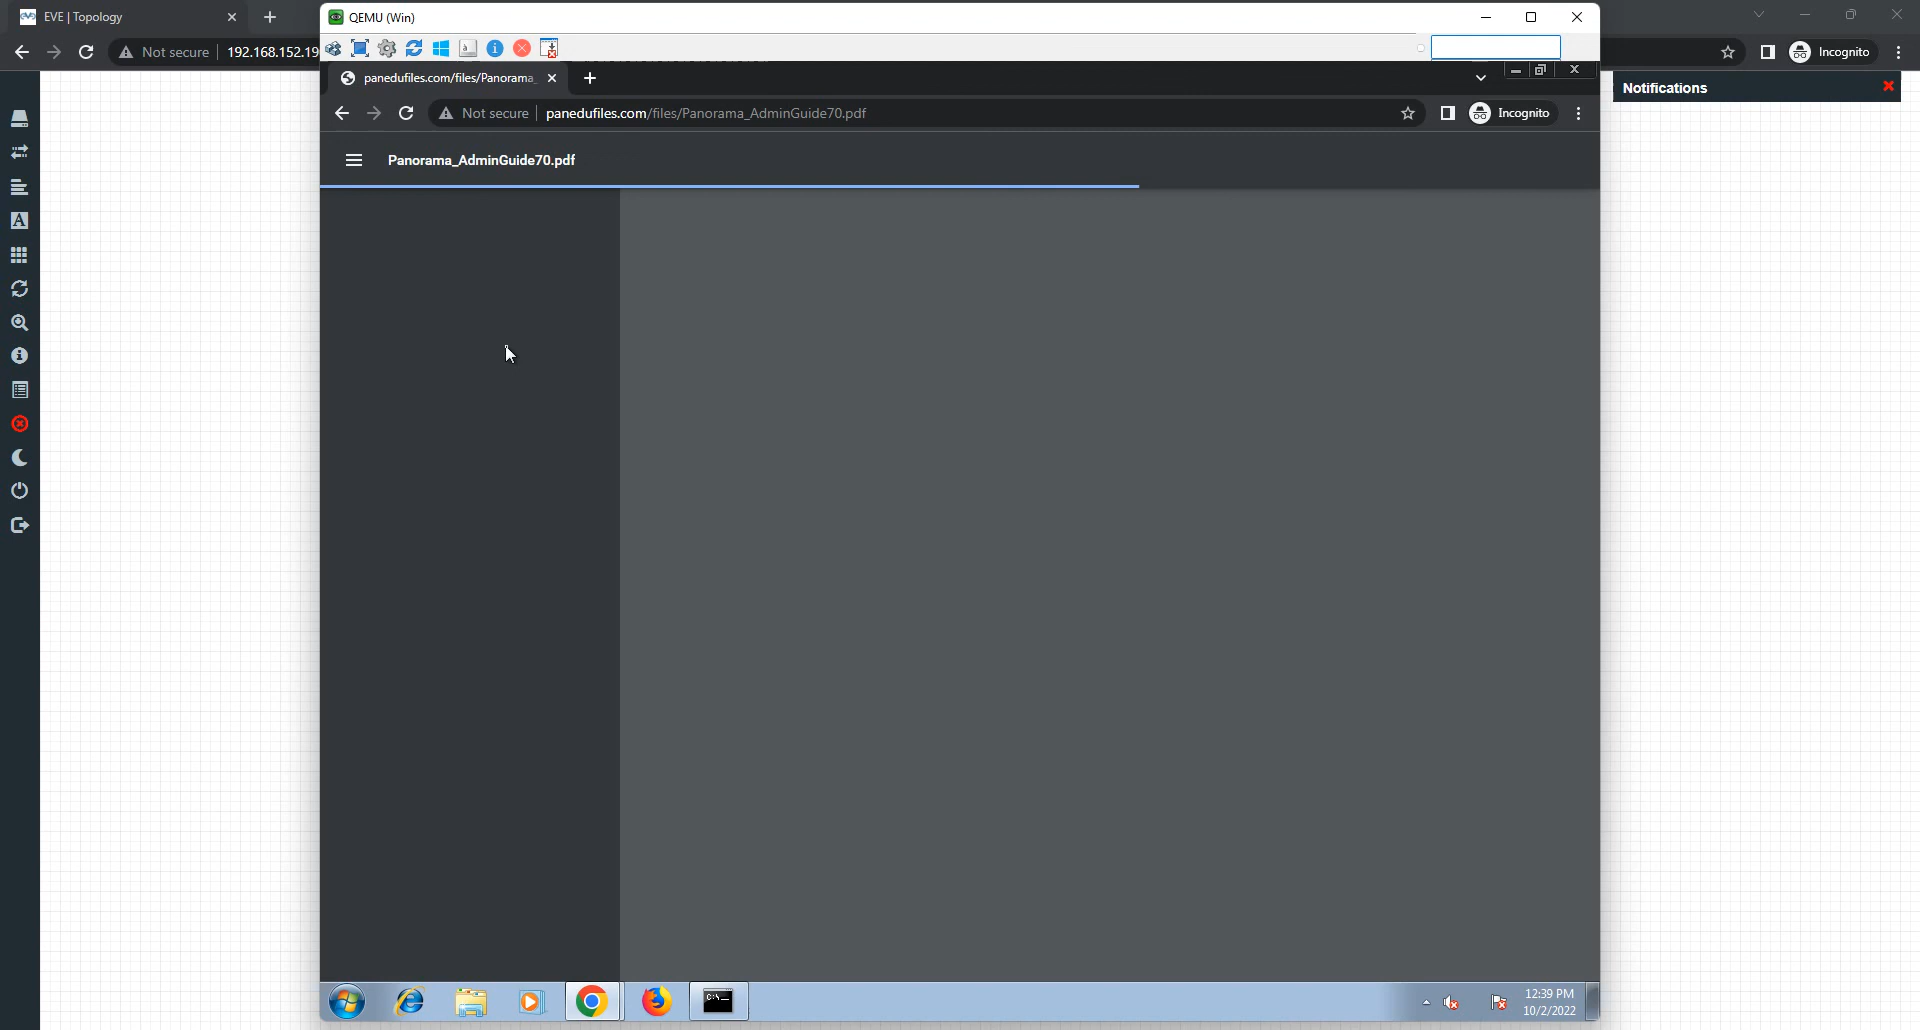 EVE | Topology
QEMU (Win)
Not secure
192.168.152.19
Incognito
panedufiles.com/files/Panorama_
Not secure
panedufiles.com/files/Panorama_AdminGuide70.pdf
Incognito
Notifications
Panorama_AdminGuide70.pdf
12:39 PM
10/2/2022